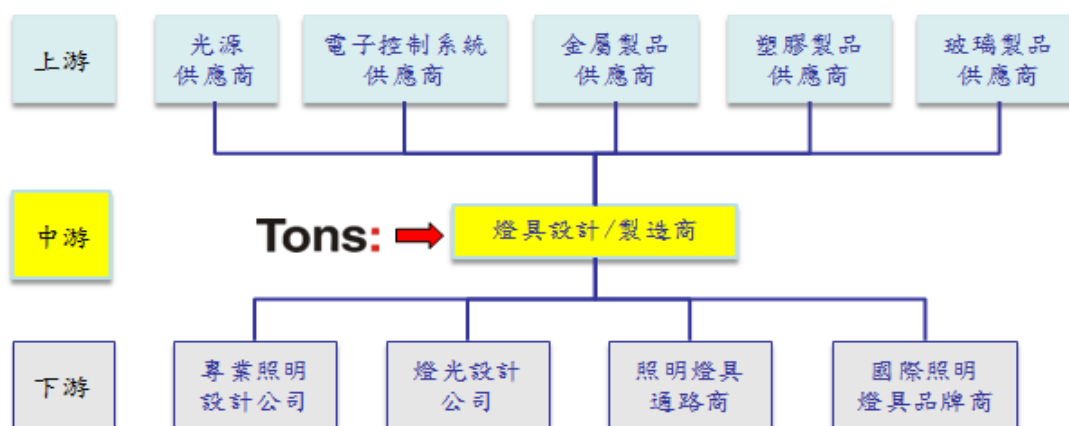 上游
光源
供應商
電子控制系統
供應商
金屬製品
供應商
塑膠製品
供應商
玻璃製品
供應商
中游
Tons:
燈具設計/製造商
下游
專業照明
設計公司
燈光設計
公司
照明燈具
通路商
國際照明
燈具品牌商